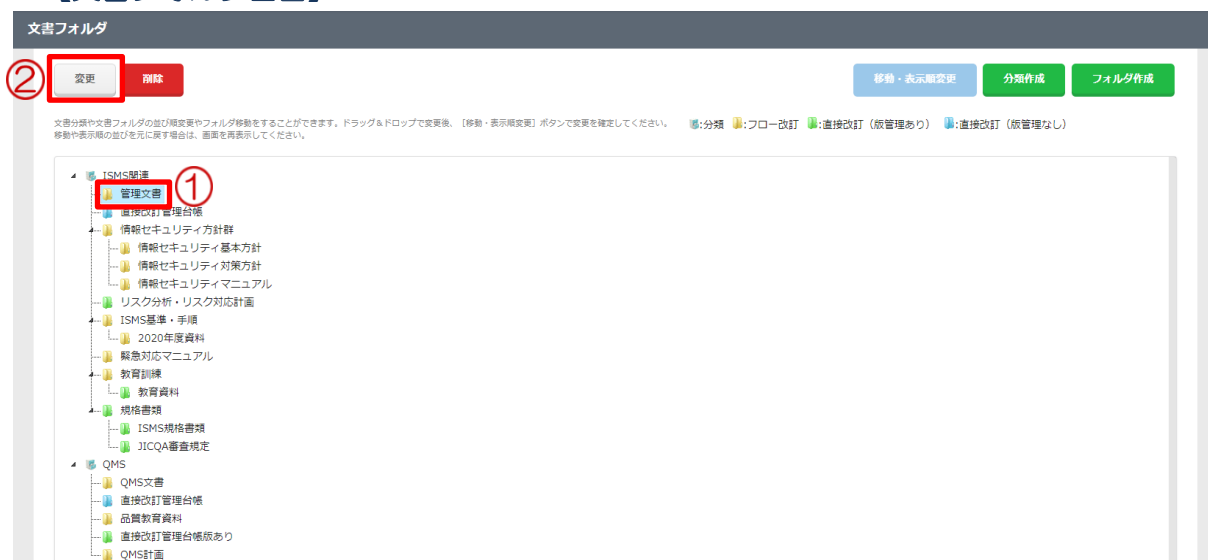 文書フォルダ
② 変更 削除 移動・表示順変更 分類作成 フォルダ作成
文書分類や文書フォルダの並び順変更やフォルダ移動をすることができます。ドラッグ&ドロップで変更後、[移動・表示順変更] ボタンで変更を確定してください。 :分類 :フロー改訂 :直接改訂(版管理あり) :直接改訂(版管理なし)
移動や表示順の並びを元に戻す場合は、画面を再表示してください。
ISMS関連
管理文書 ①
直接改訂管理台帳
情報セキュリティ方針群
情報セキュリティ基本方針
情報セキュリティ対策方針
情報セキュリティマニュアル
リスク分析・リスク対応計画
ISMS基準・手順
2020年度資料
緊急対応マニュアル
教育訓練
教育資料
規格書類
ISMS規格書類
JICQA審査規定
QMS
QMS文書
直接改訂管理台帳
品質教育資料
直接改訂管理台帳版あり
QMS計画